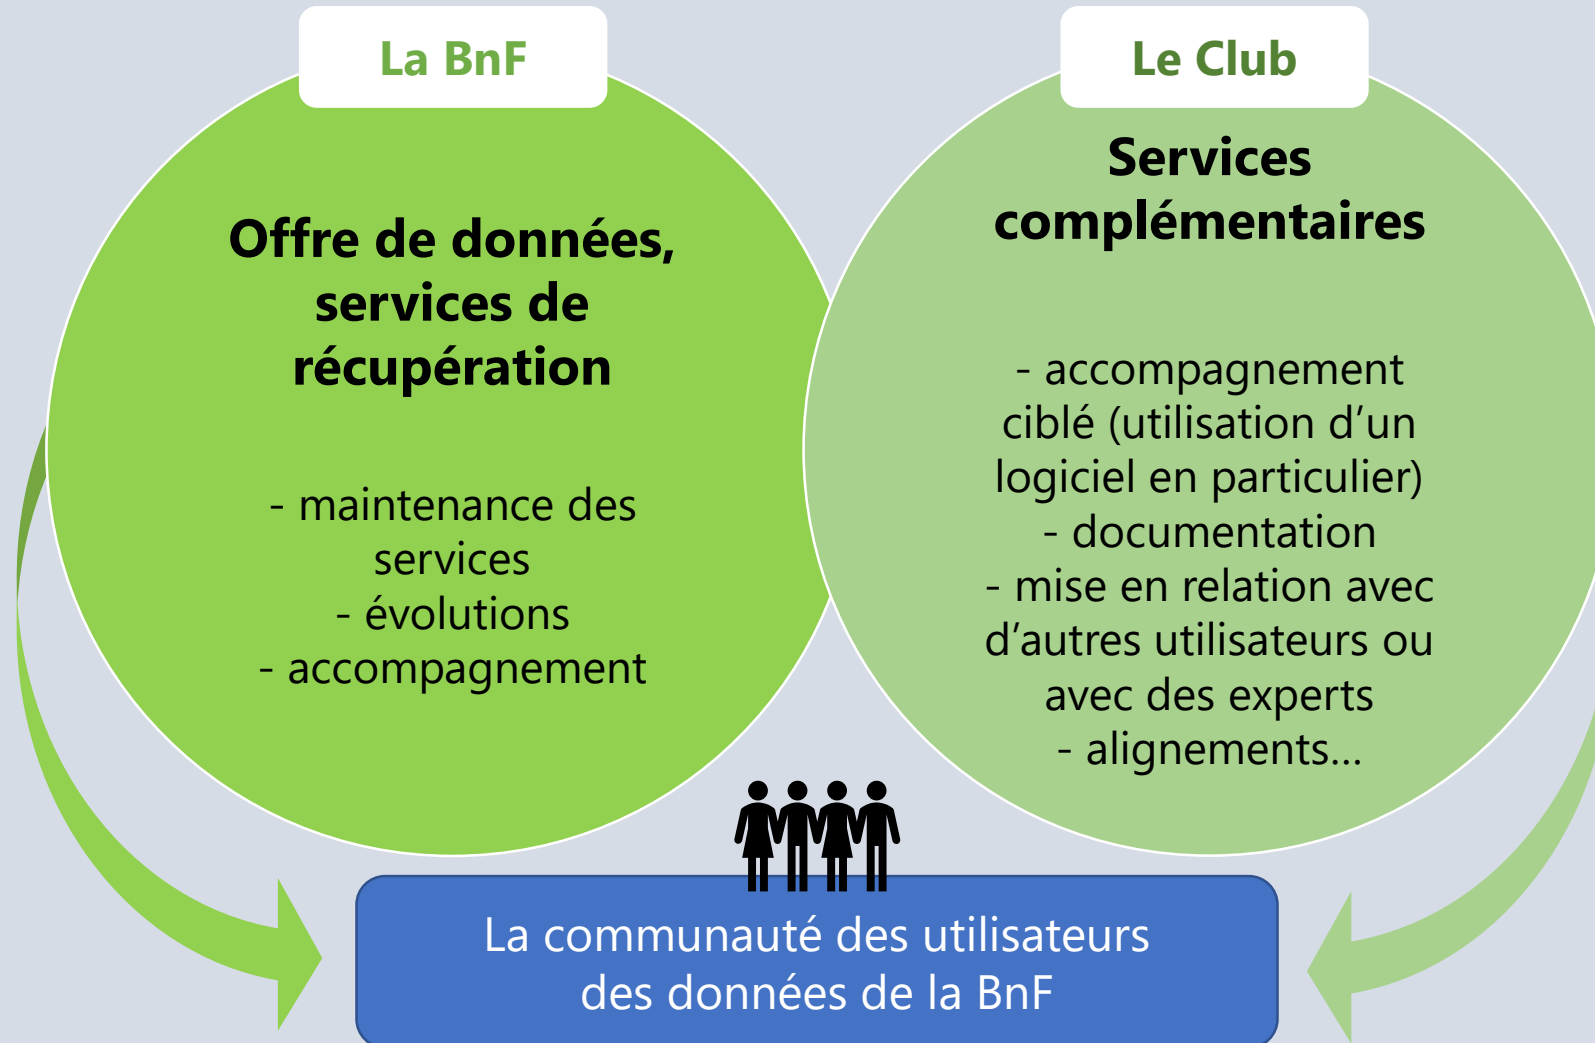 La BnF
Offre de données,
services de
récupération
- maintenance des
services
- évolutions
- accompagnement
Le Club
Services
complémentaires
- accompagnement
ciblé (utilisation d’un
logiciel en particulier)
- documentation
- mise en relation avec
d’autres utilisateurs ou
avec des experts
- alignements…
La communauté des utilisateurs
des données de la BnF